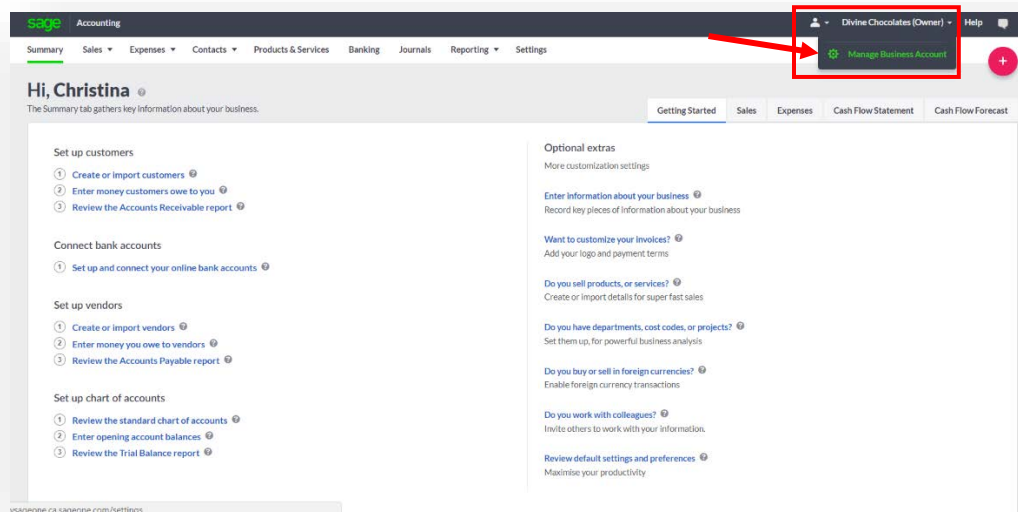 sage Accounting Divine Chocolates (Owner) Help
Summary Sales Expenses Contacts Products & Services Banking Journals Reporting Settings
Manage Business Account
+
Hi, Christina
The Summary tab gathers key information about your business.
Getting Started Sales Expenses Cash Flow Statement Cash Flow Forecast
Set up customers
1 Create or import customers ?
2 Enter money customers owe to you ?
3 Review the Accounts Receivable report ?
Connect bank accounts
1 Set up and connect your online bank accounts ?
Set up vendors
1 Create or import vendors ?
2 Enter money you owe to vendors ?
3 Review the Accounts Payable report ?
Set up chart of accounts
1 Review the standard chart of accounts ?
2 Enter opening account balances ?
3 Review the Trial Balance report ?
Optional extras
More customization settings
Enter information about your business ?
Record key pieces of information about your business
Want to customize your invoices? ?
Add your logo and payment terms
Do you sell products, or services? ?
Create or import details for super fast sales
Do you have departments, cost codes, or projects? ?
Set them up, for powerful business analysis
Do you buy or sell in foreign currencies? ?
Enable foreign currency transactions
Do you work with colleagues? ?
Invite others to work with your information.
Review default settings and preferences ?
Maximise your productivity
ysageone.ca.sageone.com/settings